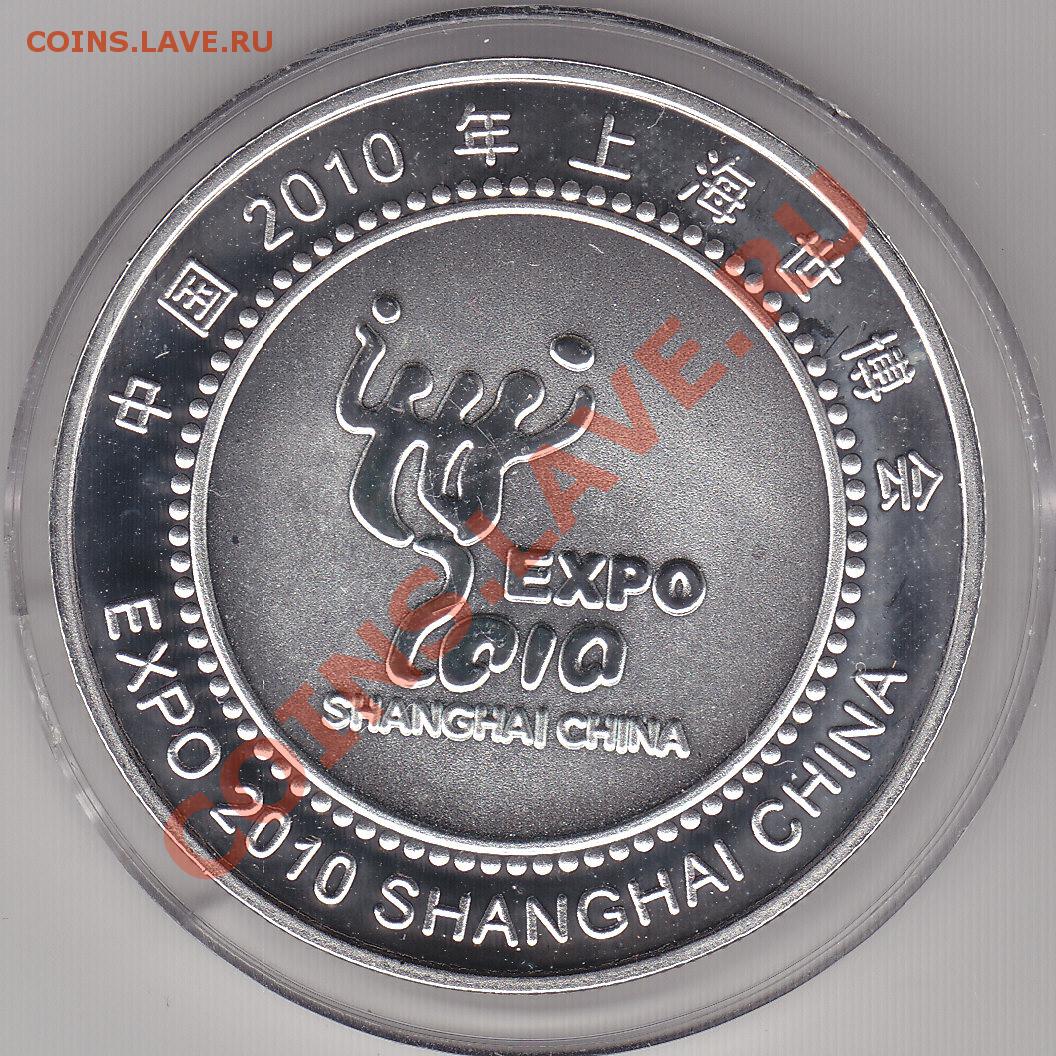 COINS.LAVE.RU
中国2010年上海世博会
EXPO
SHANGHAI CHINA
EXPO 2010 SHANGHAI CHINA
COINS.LAVE.RU